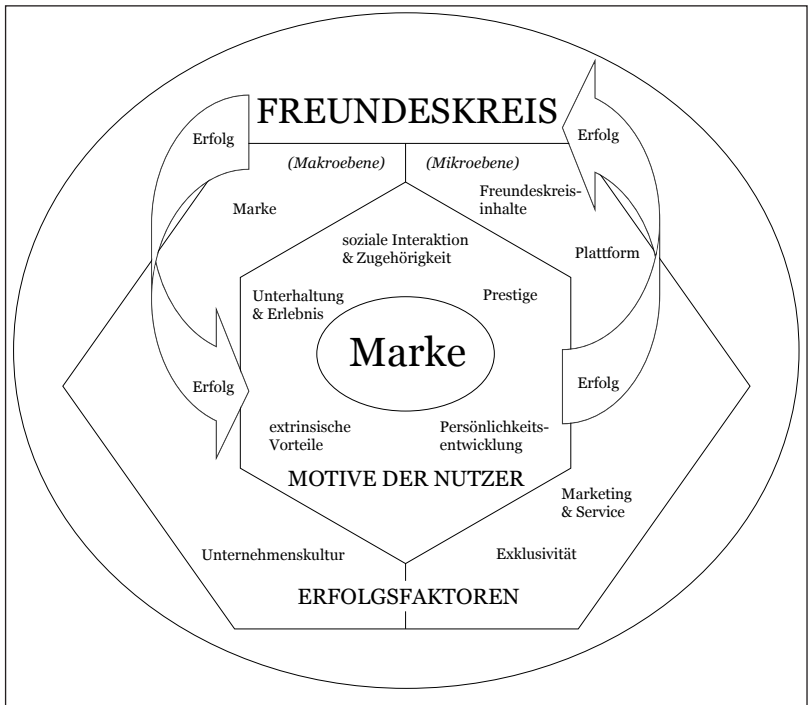 FREUNDESKREIS
Erfolg
Erfolg
(Makroebene)
(Mikroebene)
Marke
Freundeskreis-
inhalte
Plattform
soziale Interaktion
& Zugehörigkeit
Unterhaltung
& Erlebnis
Prestige
Marke
Erfolg
Erfolg
extrinsische
Vorteile
Persönlichkeits-
entwicklung
MOTIVE DER NUTZER
Marketing
& Service
Unternehmenskultur
Exklusivität
ERFOLGSFAKTOREN